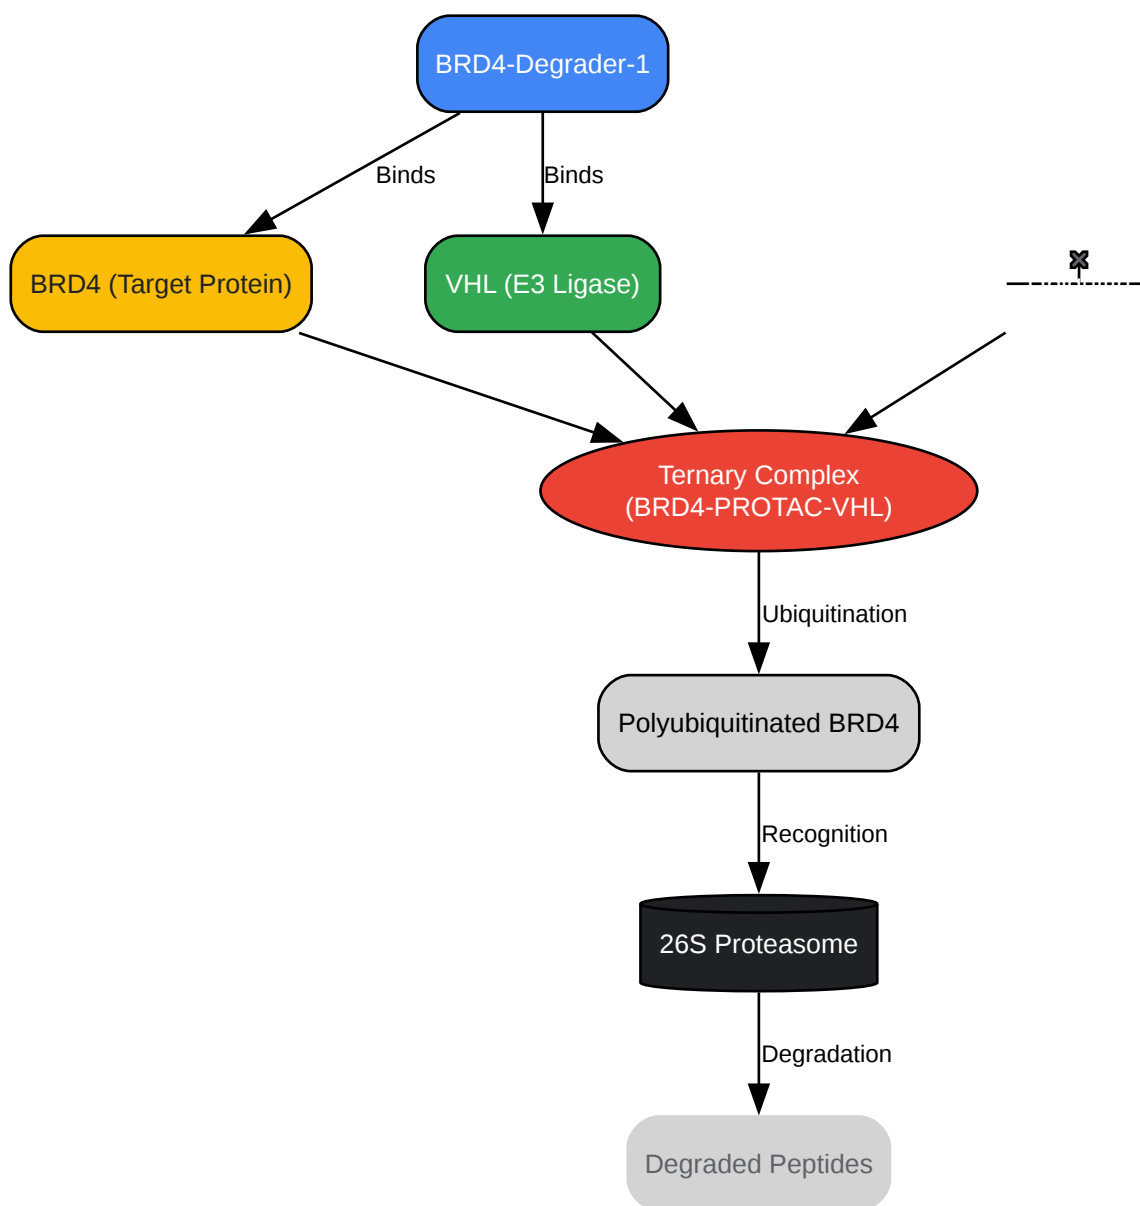 BRD4-Degrader-1
Binds
Binds
BRD4 (Target Protein)
VHL (E3 Ligase)
Ternary Complex
(BRD4-PROTAC-VHL)
Ubiquitination
Polyubiquitinated BRD4
Recognition
26S Proteasome
Degradation
Degraded Peptides